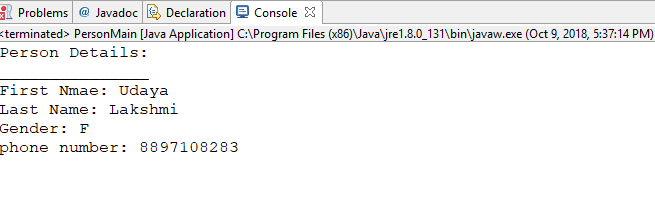 Problems @ Javadoc Declaration Console
<terminated> PersonMain [Java Application] C:\Program Files (x86)\Java\jre1.8.0_131\bin\javaw.exe (Oct 9, 2018, 5:37:14 PM)
Person Details:
_______________
First Nmae: Udaya
Last Name: Lakshmi
Gender: F
phone number: 8897108283